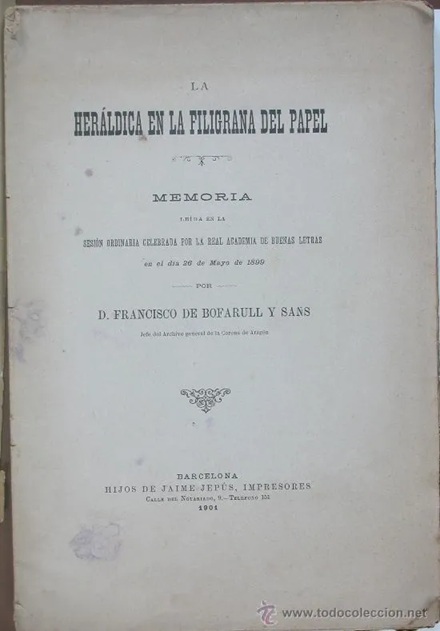 LA
HERÁLDICA EN LA FILIGRANA DEL PAPEL
MEMORIA
LEÍDA EN LA
SESIÓN ORDINARIA CELEBRADA POR LA REAL ACADEMIA DE BUENAS LETRAS
en el día 26 de Mayo de 1899
POR
D. FRANCISCO DE BOFARULL Y SANS
Jefe del Archivo general de la Corona de Aragón
BARCELONA
HIJOS DE JAIME JEPÚS, IMPRESORES
CALLE DEL NOTARIADO, 9.—TELÉFONO 151
1901
todocoleccion.net
www.todocoleccion.net